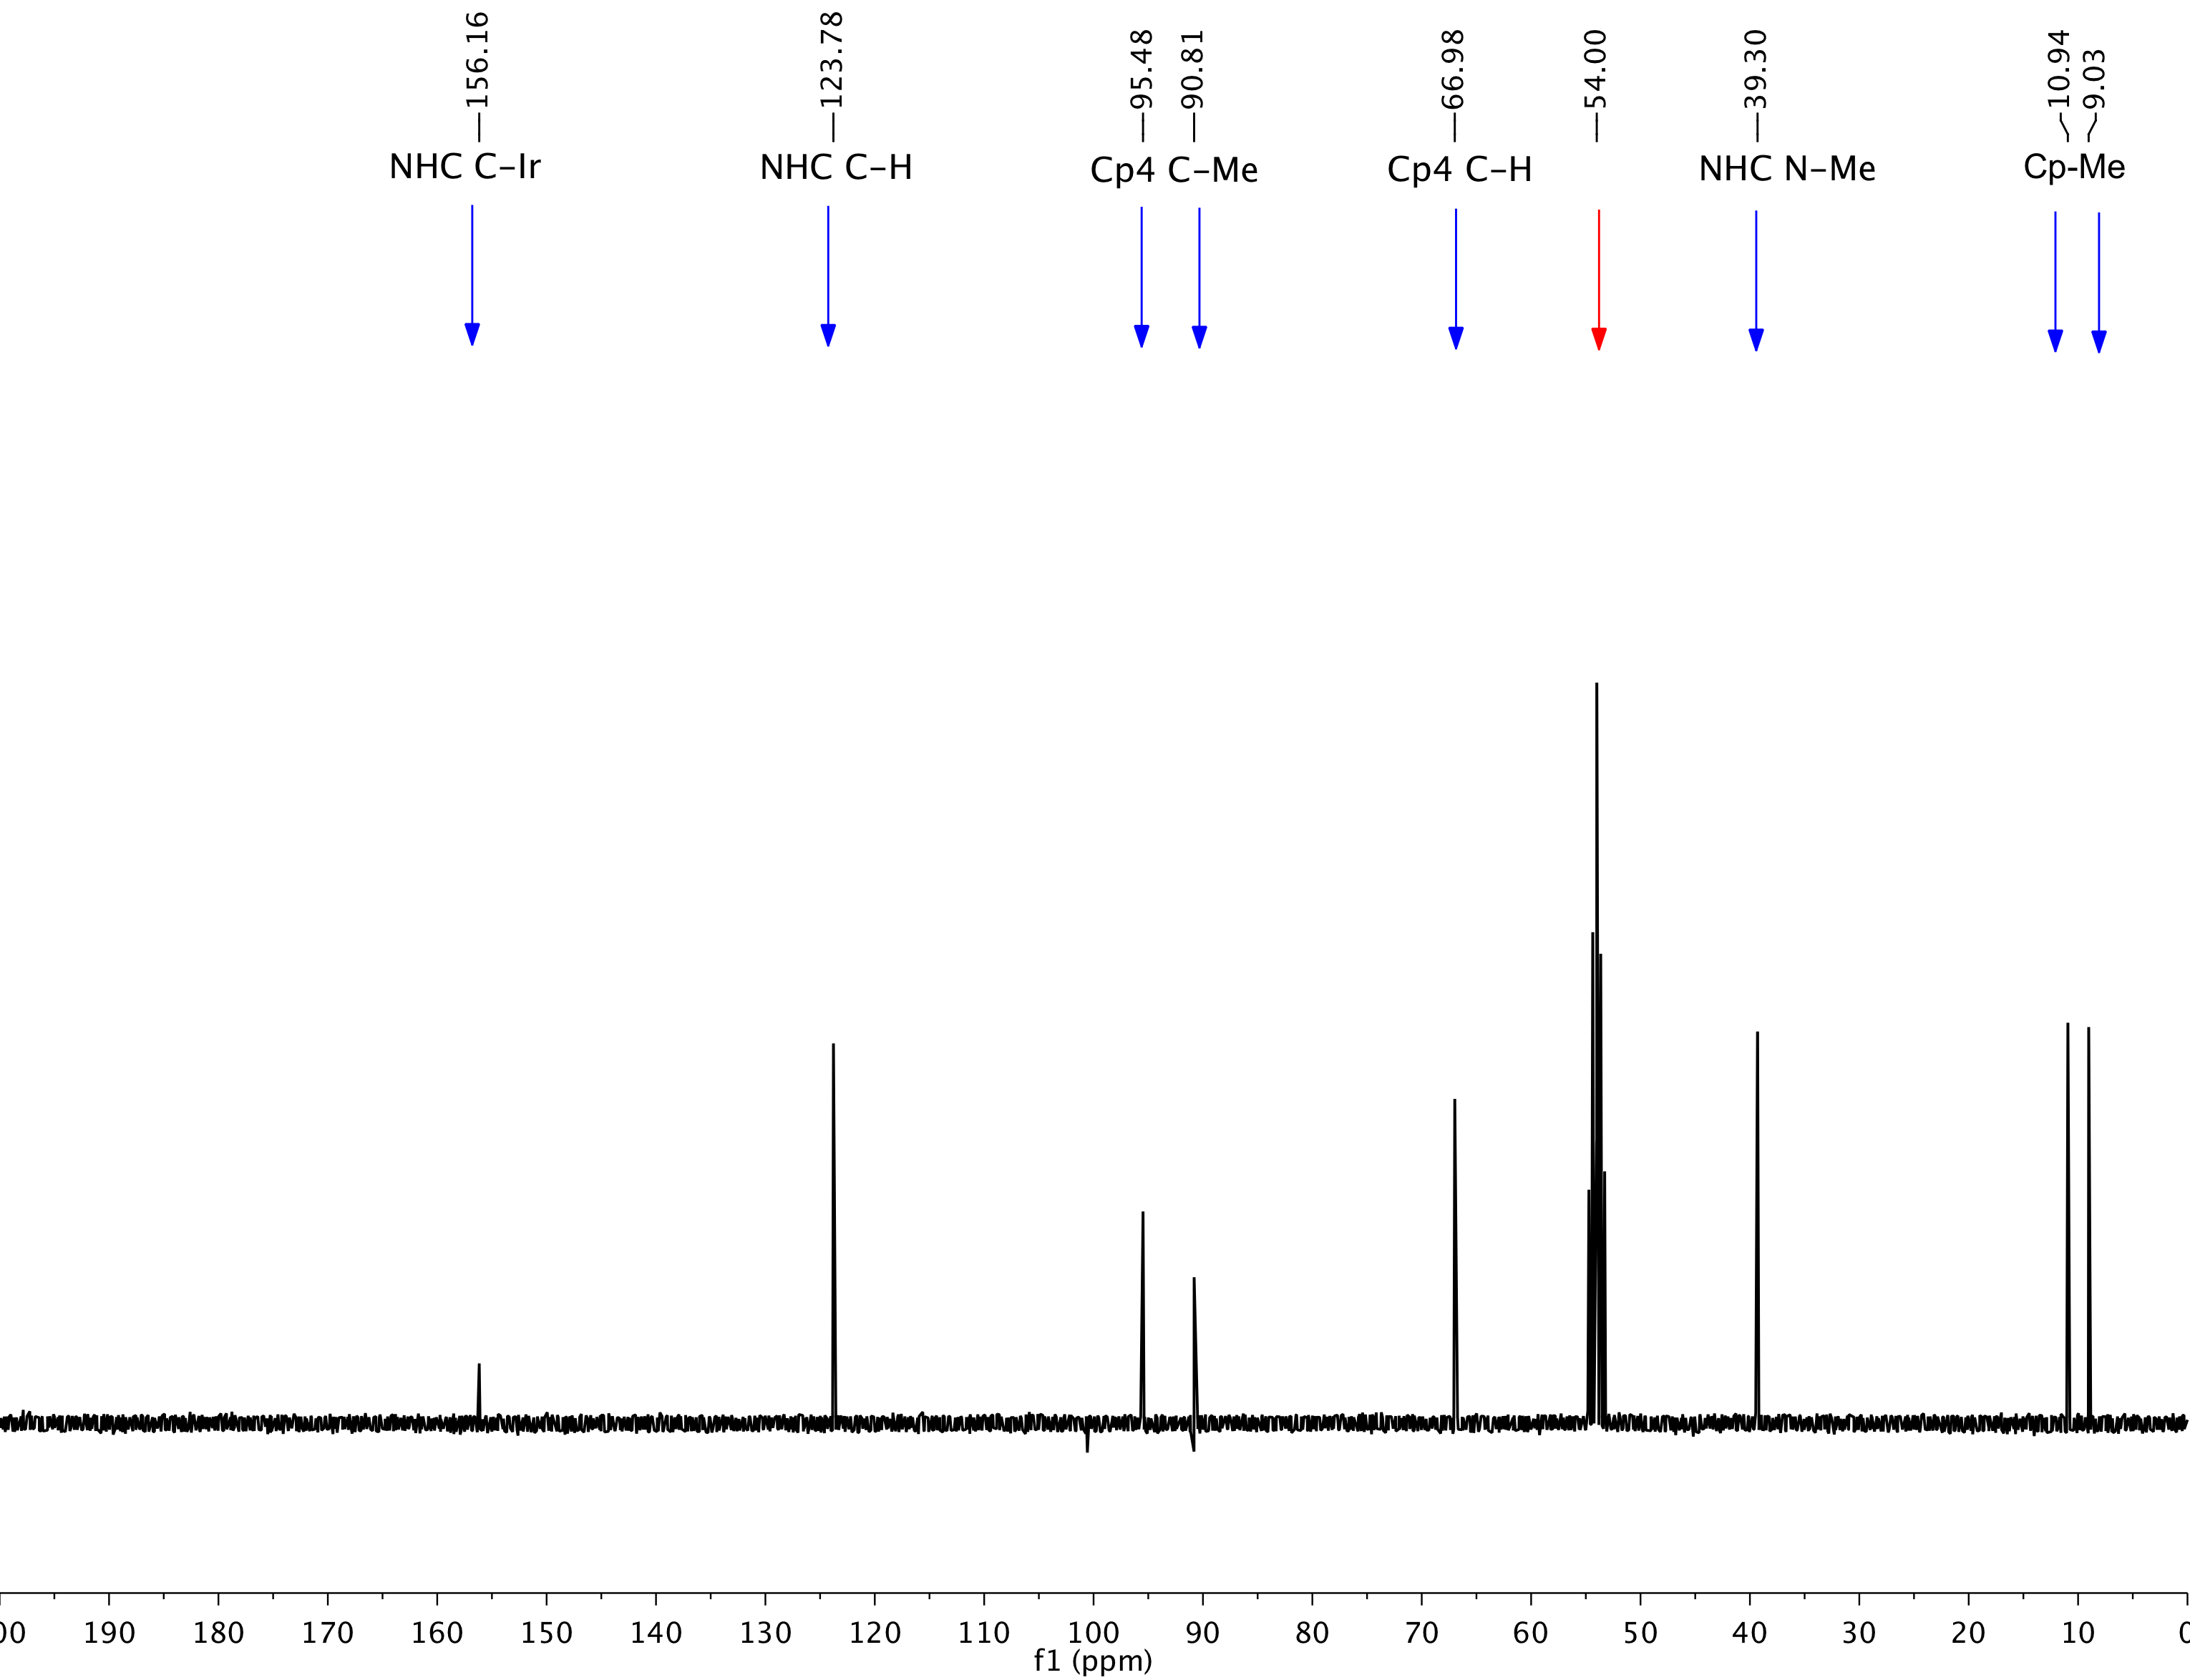 —156.16
—123.78
—95.48
—90.81
—66.98
—54.00
—39.30
10.94
9.03
NHC C–Ir
NHC C–H
Cp4 C–Me
Cp4 C–H
NHC N–Me
Cp-Me
00 190 180 170 160 150 140 130 120 110 100 90 80 70 60 50 40 30 20 10 0
f1 (ppm)